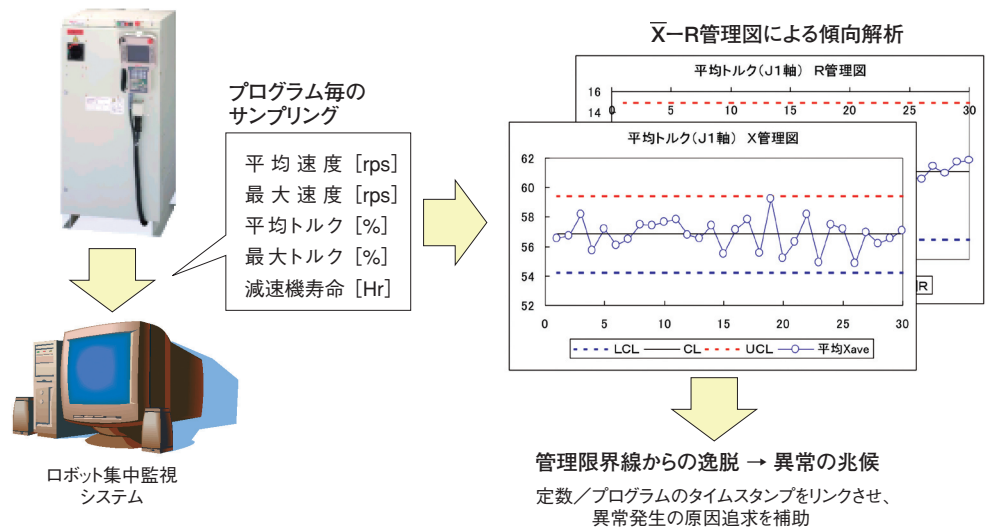 X̅ーR管理図による傾向解析
プログラム毎の
サンプリング
平均速度 [rps]
最大速度 [rps]
平均トルク [%]
最大トルク [%]
減速機寿命 [Hr]
平均トルク(J1軸) R管理図
16
14
0 5 10 15 20 25 30
R
平均トルク(J1軸) X管理図
62
60
58
56
54
52
0 5 10 15 20 25 30
LCL CL UCL 平均Xave
ロボット集中監視
システム
管理限界線からの逸脱 → 異常の兆候
定数／プログラムのタイムスタンプをリンクさせ、
異常発生の原因追求を補助